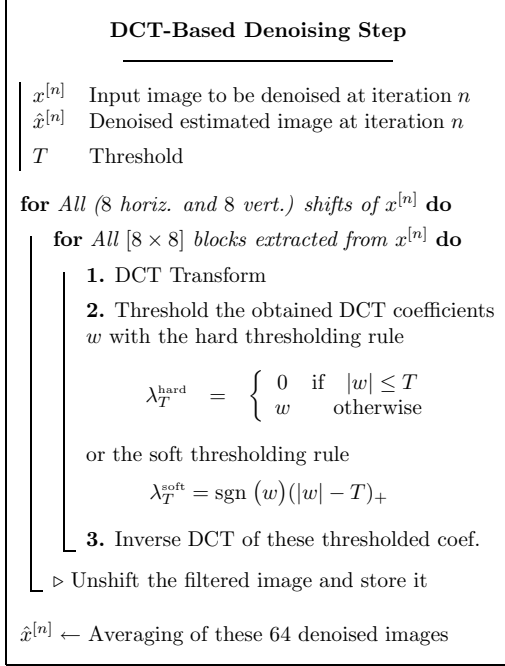 DCT-Based Denoising Step
x^[n] Input image to be denoised at iteration n
x̂^[n] Denoised estimated image at iteration n
T Threshold
for All (8 horiz. and 8 vert.) shifts of x^[n] do
for All [8 × 8] blocks extracted from x^[n] do
1. DCT Transform
2. Threshold the obtained DCT coefficients
w with the hard thresholding rule
λ_T^hard = { 0 if |w| ≤ T
w otherwise
or the soft thresholding rule
λ_T^soft = sgn (w)(|w| − T)_+
3. Inverse DCT of these thresholded coef.
▷ Unshift the filtered image and store it
x̂^[n] ← Averaging of these 64 denoised images